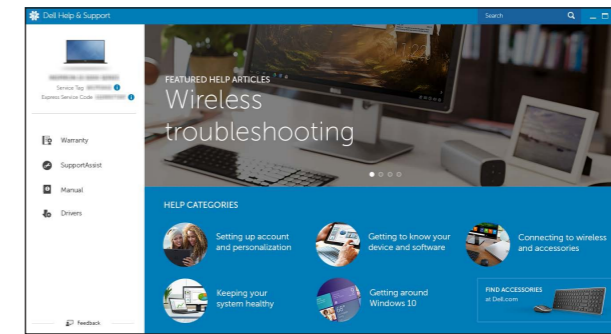 Dell Help & Support
Search
Service Tag:
Express Service Code:
Warranty
SupportAssist
Manual
Drivers
Feedback
FEATURED HELP ARTICLES
Wireless
troubleshooting
HELP CATEGORIES
Setting up account
and personalization
Getting to know your
device and software
Connecting to wireless
and accessories
Keeping your
system healthy
Getting around
Windows 10
FIND ACCESSORIES
at Dell.com